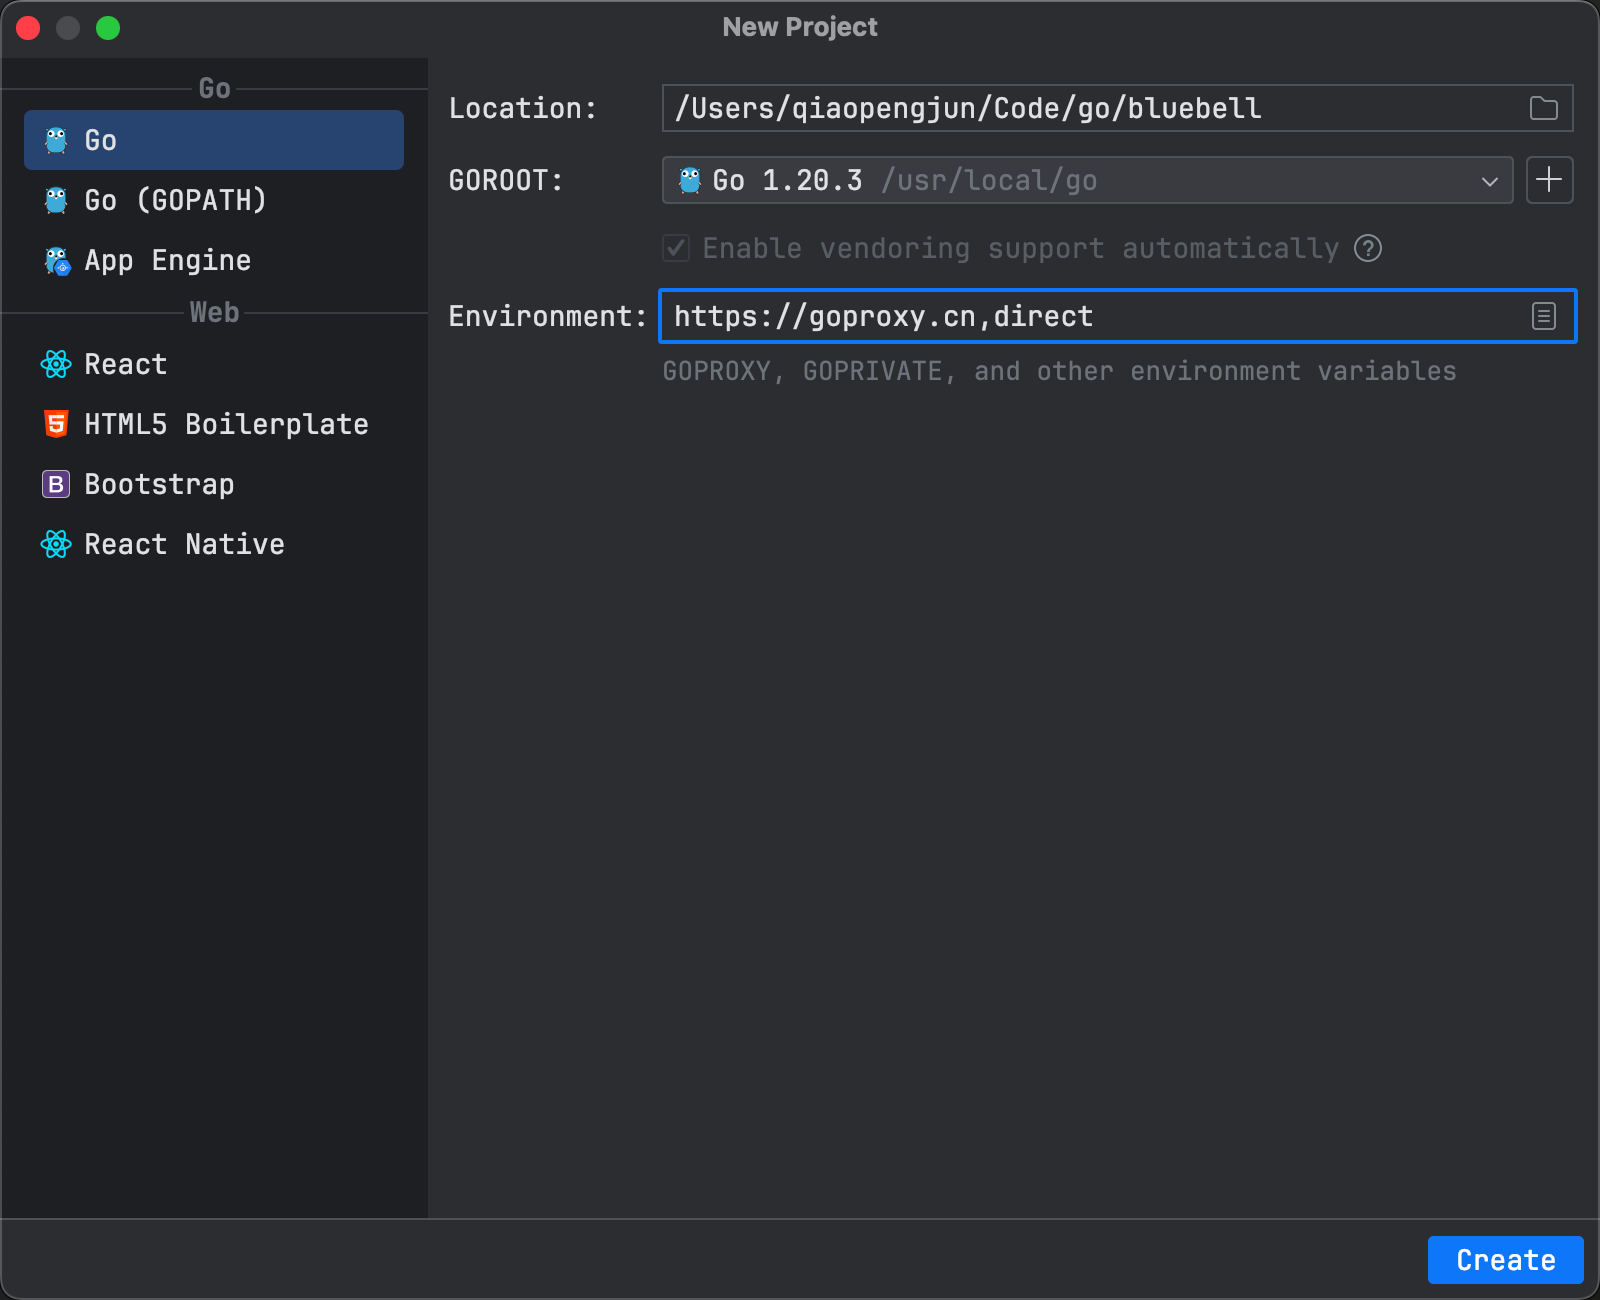 New Project
Go
Go
Go (GOPATH)
App Engine
Web
React
HTML5 Boilerplate
Bootstrap
React Native
Location: /Users/qiaopengjun/Code/go/bluebell
GOROOT: Go 1.20.3 /usr/local/go
Enable vendoring support automatically ?
Environment: https://goproxy.cn,direct
GOPROXY, GOPRIVATE, and other environment variables
Create